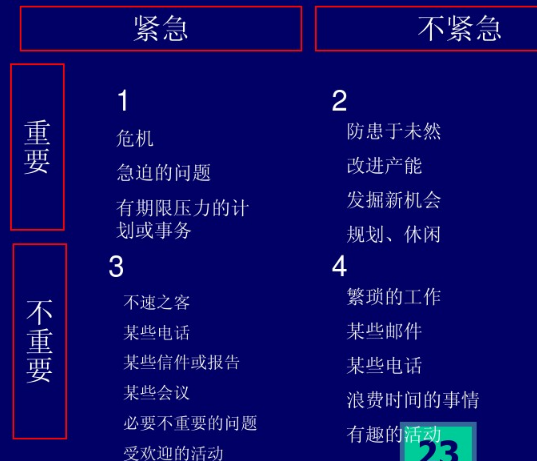 紧急
不紧急
重要
1
危机
急迫的问题
有期限压力的计
划或事务
2
防患于未然
改进产能
发掘新机会
规划、休闲
不重要
3
不速之客
某些电话
某些信件或报告
某些会议
必要不重要的问题
受欢迎的活动
4
繁琐的工作
某些邮件
某些电话
浪费时间的事情
有趣的活动
23